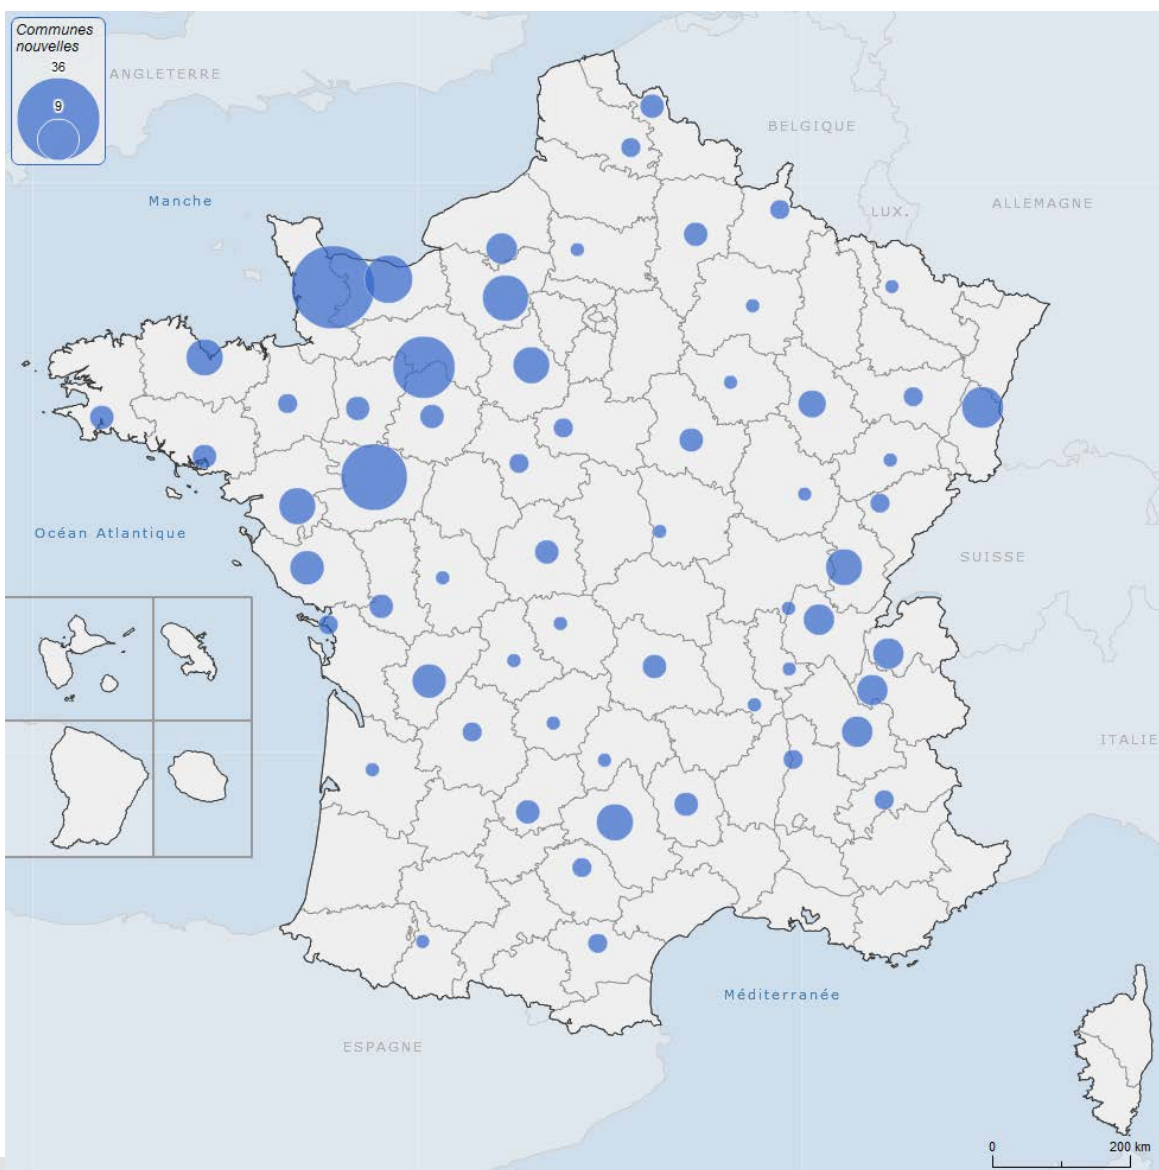 Communes
nouvelles
36
9
ANGLETERRE
BELGIQUE
Manche
LUX.
ALLEMAGNE
Océan Atlantique
SUISSE
ITALIE
Méditerranée
ESPAGNE
0 200 km